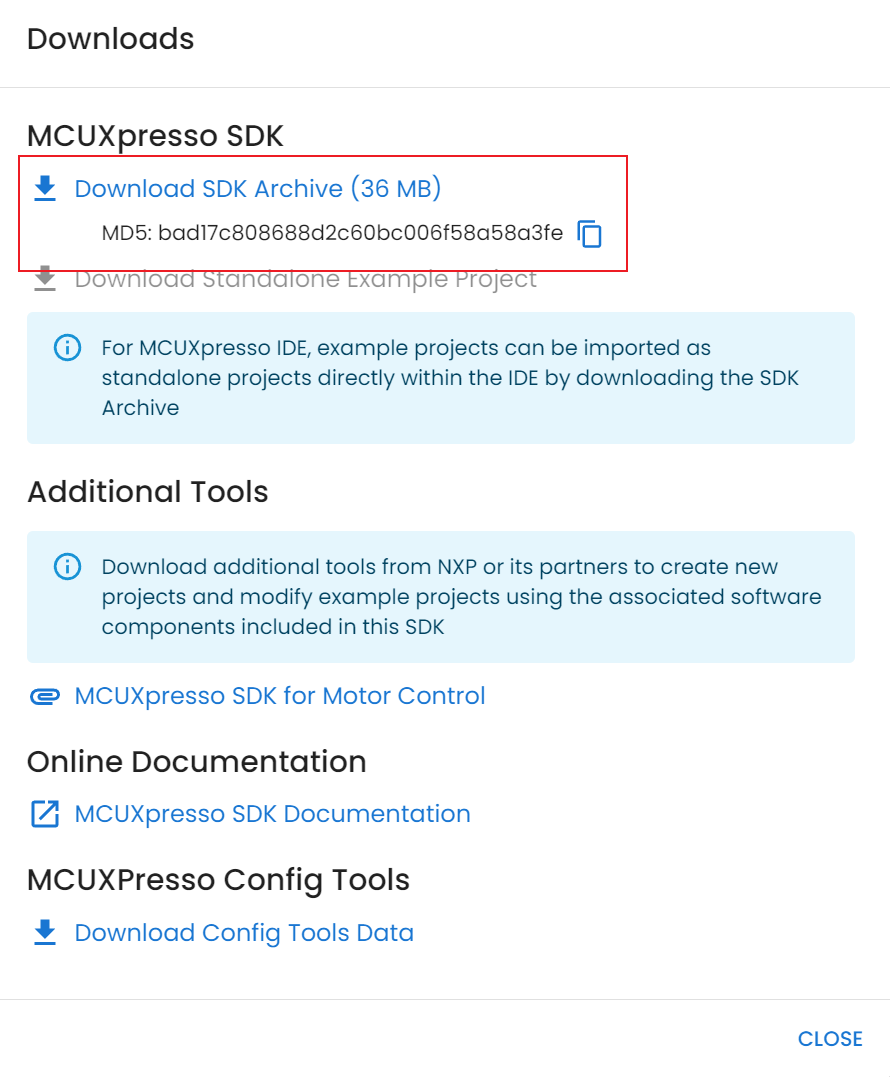 Downloads
MCUXpresso SDK
Download SDK Archive (36 MB)
MD5: bad17c808688d2c60bc006f58a58a3fe
Download Standalone Example Project
For MCUXpresso IDE, example projects can be imported as
standalone projects directly within the IDE by downloading the SDK
Archive
Additional Tools
Download additional tools from NXP or its partners to create new
projects and modify example projects using the associated software
components included in this SDK
MCUXpresso SDK for Motor Control
Online Documentation
MCUXpresso SDK Documentation
MCUXPresso Config Tools
Download Config Tools Data
CLOSE